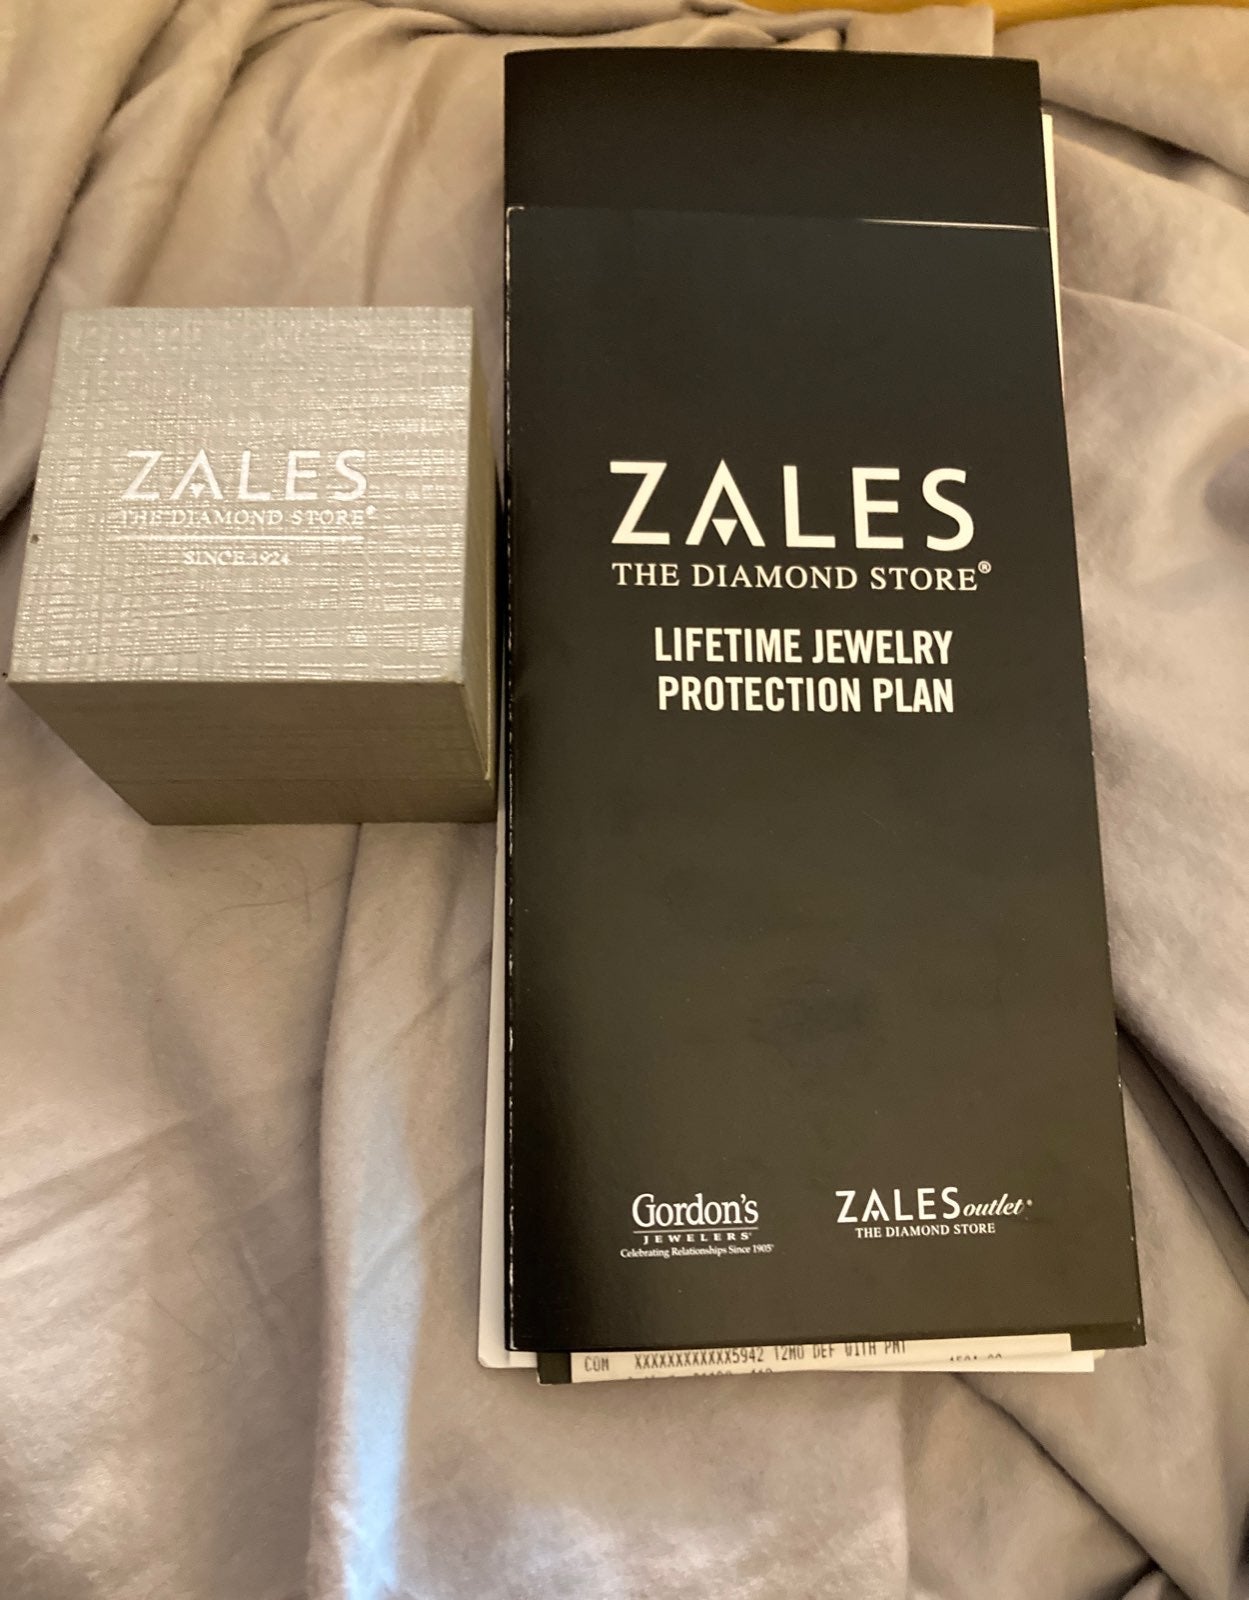 ZALES
THE DIAMOND STORE®
SINCE 1924
ZALES
THE DIAMOND STORE®
LIFETIME JEWELRY
PROTECTION PLAN
Gordon's
JEWELERS
Celebrating Relationships Since 1905
ZALES outlet
THE DIAMOND STORE
COM XXXXXXXXXXXX5942 12MO DEF WITH PMT